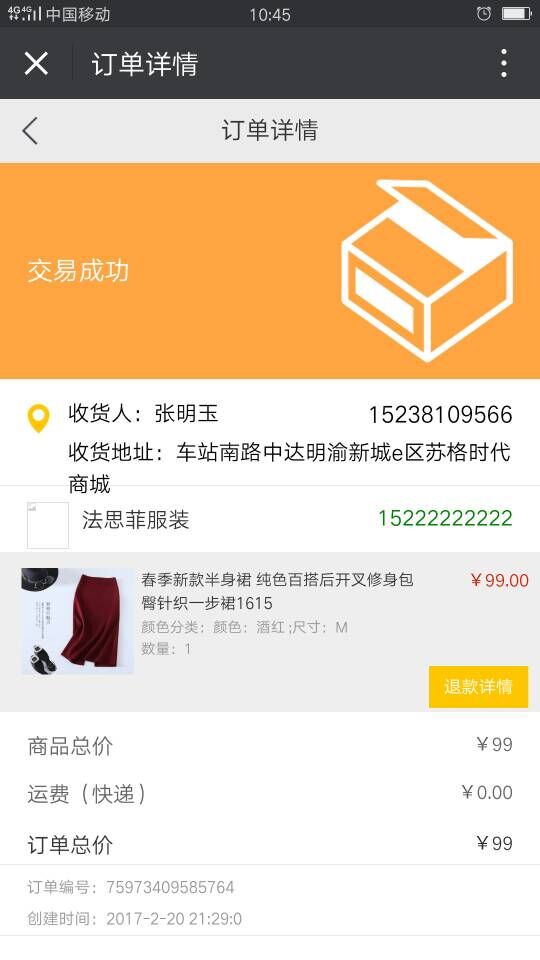 4G 4G 中国移动 10:45
订单详情
订单详情
交易成功
收货人：张明玉 15238109566
收货地址：车站南路中达明渝新城e区苏格时代
商城
法思菲服装 15222222222
春季新款半身裙 纯色百搭后开叉修身包 ￥99.00
臀针织一步裙1615
颜色分类：颜色：酒红 ;尺寸：M
数量：1
退款详情
商品总价 ￥99
运费（快递） ￥0.00
订单总价 ￥99
订单编号：75973409585764
创建时间：2017-2-20 21:29:0